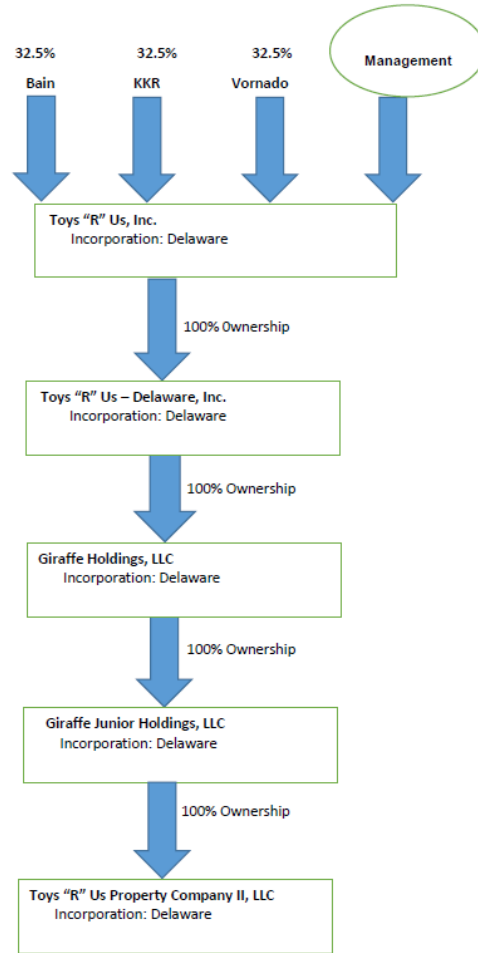 32.5% 32.5% 32.5%
Bain KKR Vornado Management
Toys “R” Us, Inc.
Incorporation: Delaware
100% 0wnership
Toys “R” Us – Delaware, Inc.
Incorporation: Delaware
100% Ownership
Giraffe Holdings, LLC
Incorporation: Delaware
100% Ownership
Giraffe Junior Holdings, LLC
Incorporation: Delaware
100% Ownership
Toys “R” Us Property Company II, LLC
Incorporation: Delaware